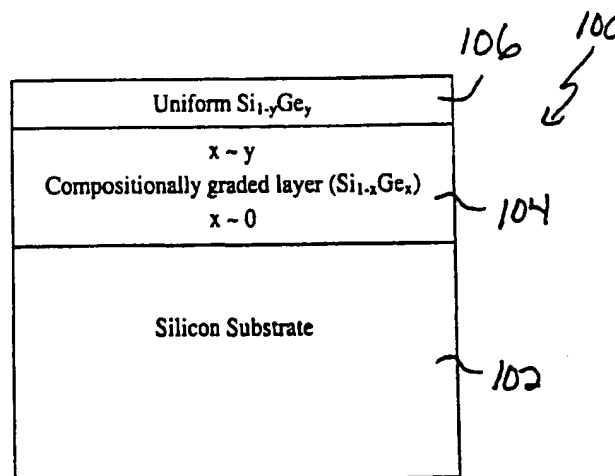 100
106
Uniform Si₁₋yGey
x ~ y
Compositionally graded layer (Si₁₋ₓGeₓ)
104
x ~ 0
Silicon Substrate
102